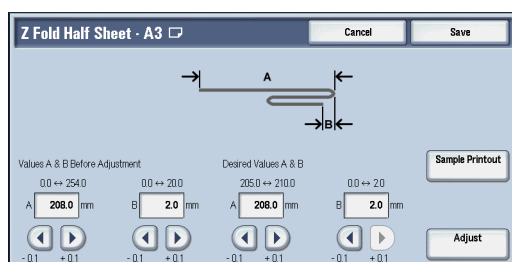 Z Fold Half Sheet - A3
Cancel
Save
A
B
Values A & B Before Adjustment
Desired Values A & B
Sample Printout
0.0 ↔ 254.0
0.0 ↔ 20.0
205.0 ↔ 210.0
0.0 ↔ 2.0
A 208.0 mm
B 2.0 mm
A 208.0 mm
B 2.0 mm
Adjust
- 0.1 + 0.1
- 0.1 + 0.1
- 0.1 + 0.1
- 0.1 + 0.1